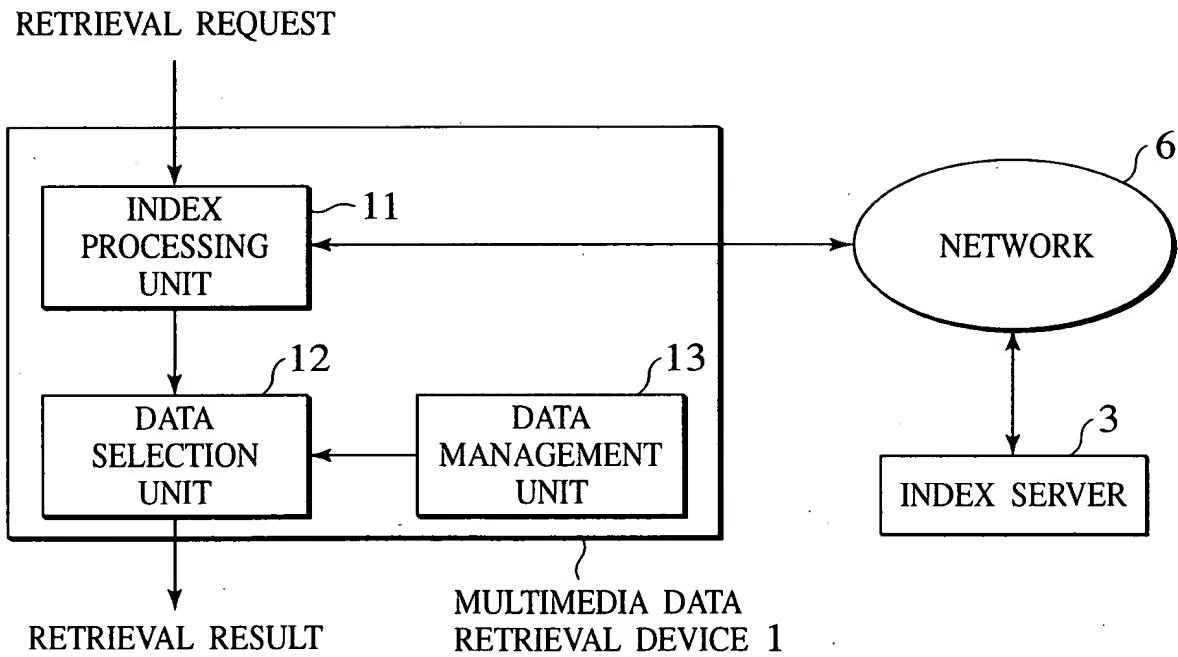 RETRIEVAL REQUEST
6
INDEX
PROCESSING
UNIT
11
NETWORK
12
13
DATA
SELECTION
UNIT
DATA
MANAGEMENT
UNIT
3
INDEX SERVER
MULTIMEDIA DATA
RETRIEVAL DEVICE 1
RETRIEVAL RESULT